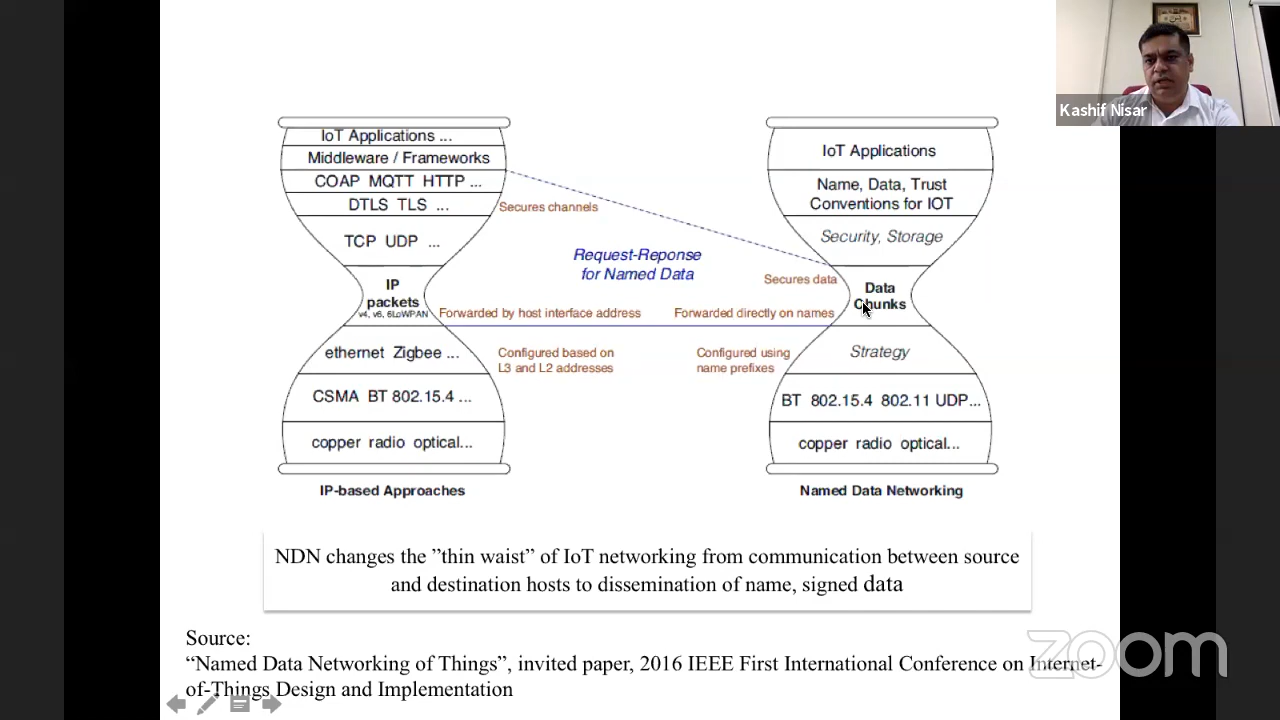 Kashif Nisar
IoT Applications ...
Middleware / Frameworks
COAP MQTT HTTP ...
DTLS TLS ...
TCP UDP ...
IP
packets
v4, v6, 6LoWPAN
ethernet Zigbee ...
CSMA BT 802.15.4 ...
copper radio optical...
IP-based Approaches
Secures channels
Request-Reponse
for Named Data
Secures data
Forwarded by host interface address
Forwarded directly on names
Configured based on
L3 and L2 addresses
Configured using
name prefixes
IoT Applications
Name, Data, Trust
Conventions for IOT
Security, Storage
Data
Chunks
Strategy
BT 802.15.4 802.11 UDP...
copper radio optical...
Named Data Networking
NDN changes the ”thin waist” of IoT networking from communication between source
and destination hosts to dissemination of name, signed data
Source:
“Named Data Networking of Things”, invited paper, 2016 IEEE First International Conference on Internet-
of-Things Design and Implementation
zoom